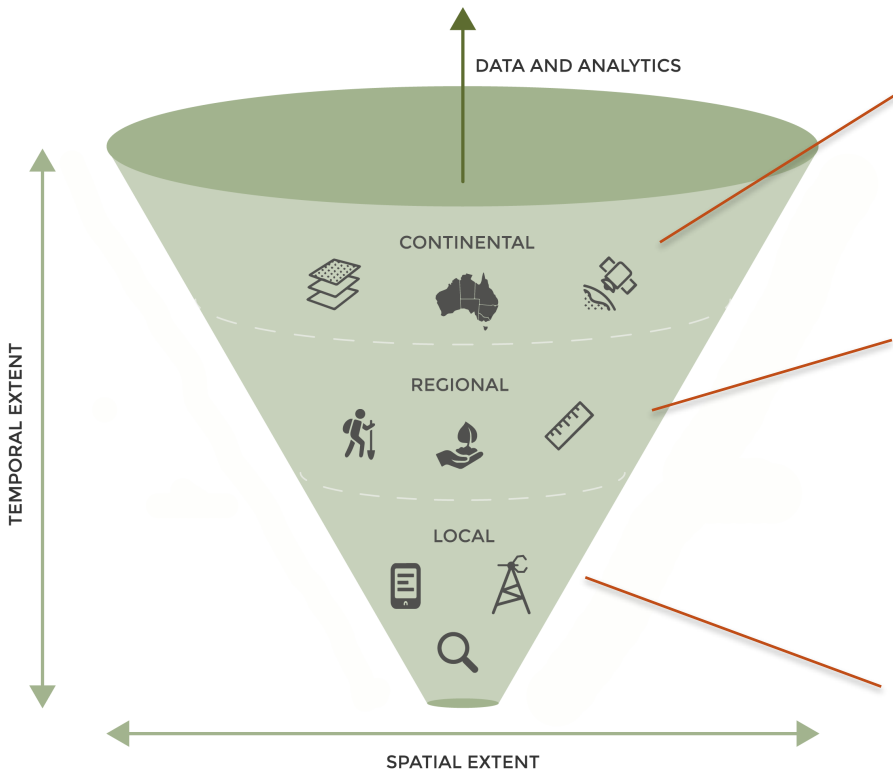 DATA AND ANALYTICS
CONTINENTAL
REGIONAL
LOCAL
TEMPORAL EXTENT
SPATIAL EXTENT